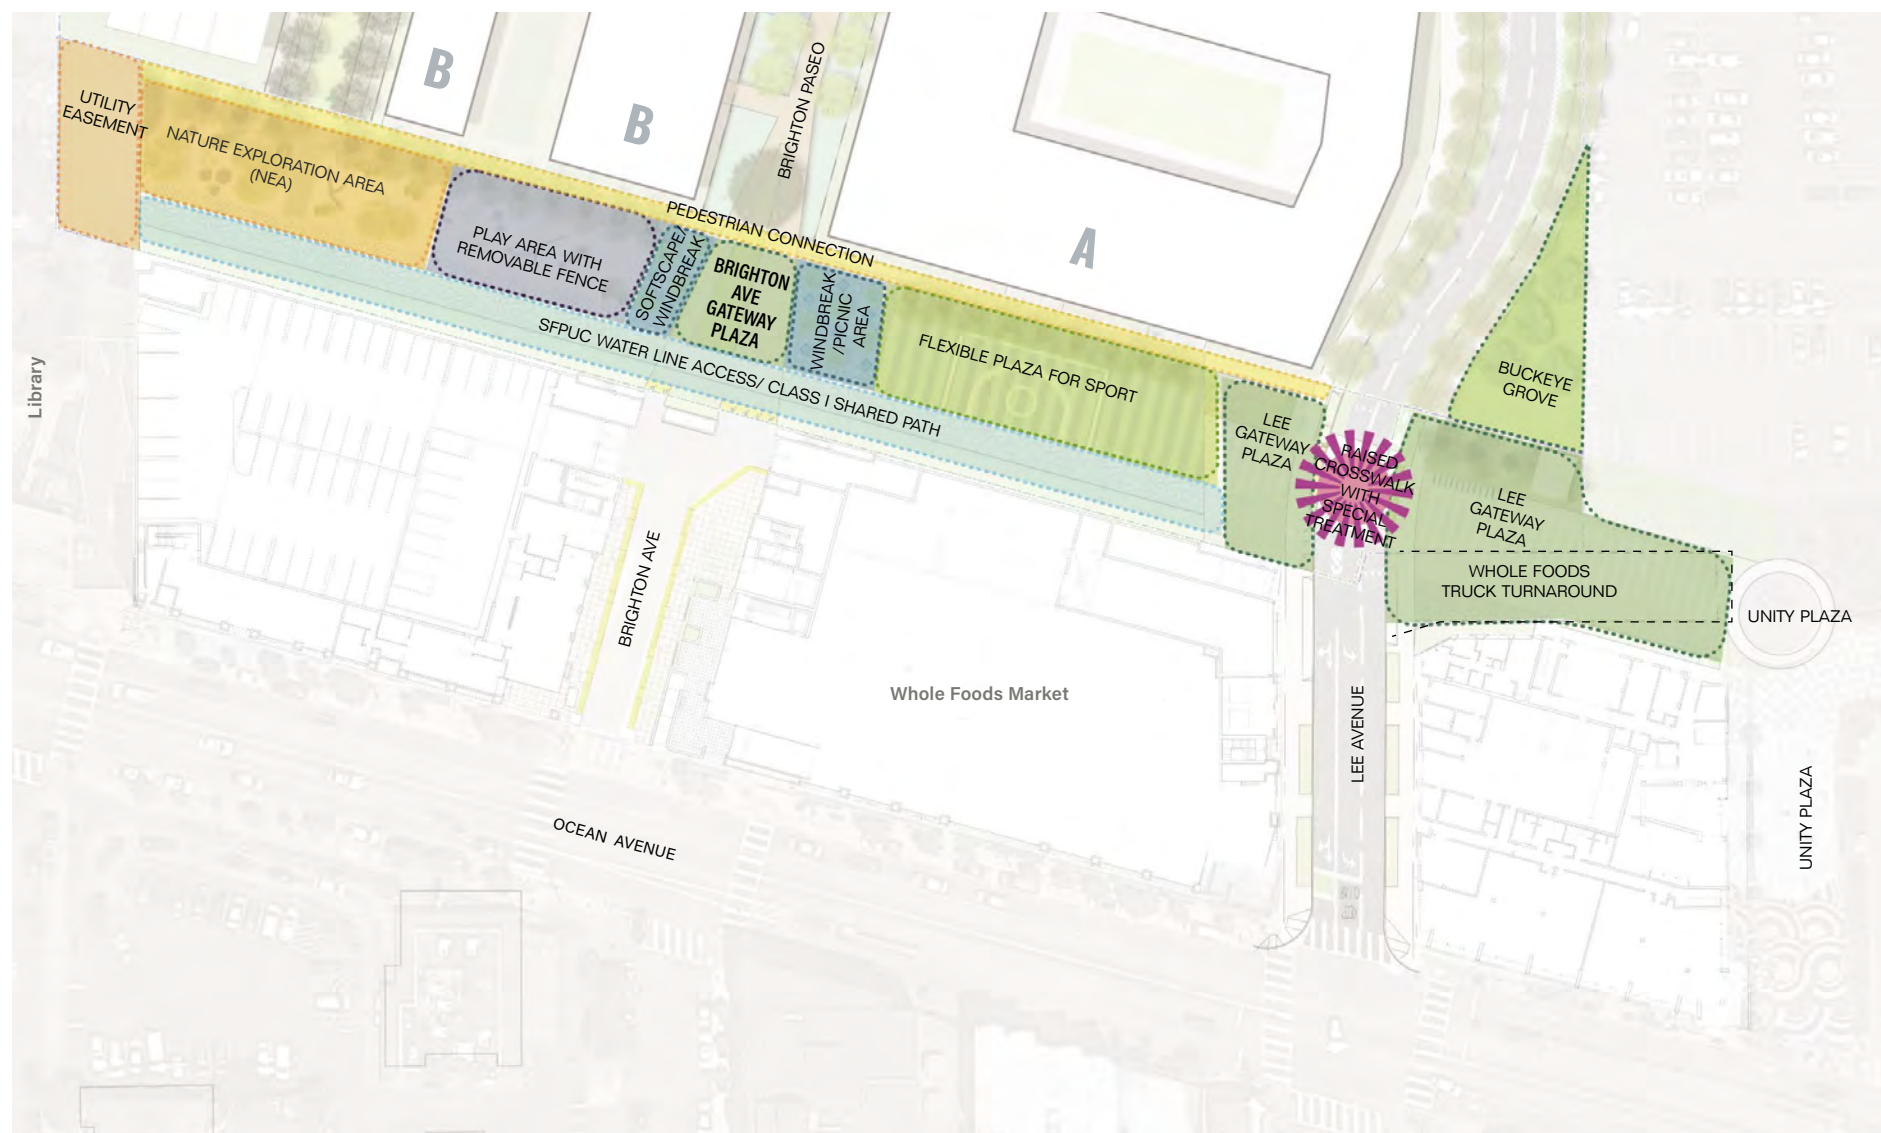 B
B
BRIGHTON PASEO
A
UTILITY
EASEMENT
NATURE EXPLORATION AREA
(NEA)
PEDESTRIAN CONNECTION
PLAY AREA WITH
REMOVABLE FENCE
SOFTSCAPE/
WINDBREAK
BRIGHTON
AVE
GATEWAY
PLAZA
WINDBREAK
/PICNIC
AREA
FLEXIBLE PLAZA FOR SPORT
SFPUC WATER LINE ACCESS/ CLASS I SHARED PATH
LEE
GATEWAY
PLAZA
RAISED
CROSSWALK
WITH
SPECIAL
TREATMENT
BUCKEYE
GROVE
LEE
GATEWAY
PLAZA
WHOLE FOODS
TRUCK TURNAROUND
UNITY PLAZA
Library
BRIGHTON AVE
Whole Foods Market
LEE AVENUE
UNITY PLAZA
OCEAN AVENUE